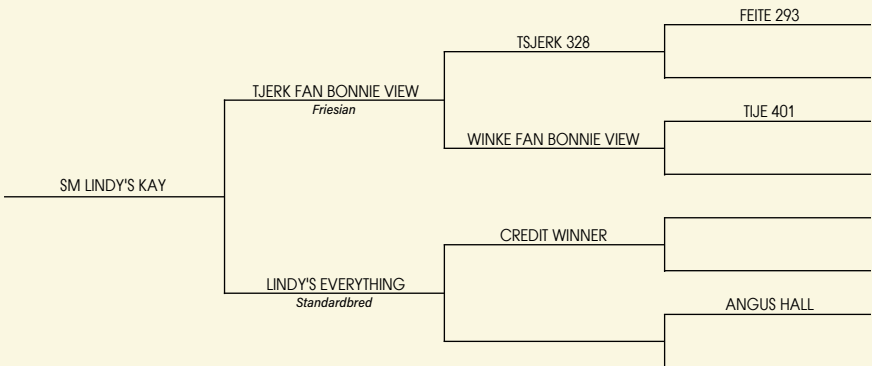 FEITE 293
TSJERK 328
TJERK FAN BONNIE VIEW
Friesian
TIJE 401
WINKE FAN BONNIE VIEW
SM LINDY'S KAY
CREDIT WINNER
LINDY'S EVERYTHING
Standardbred
ANGUS HALL